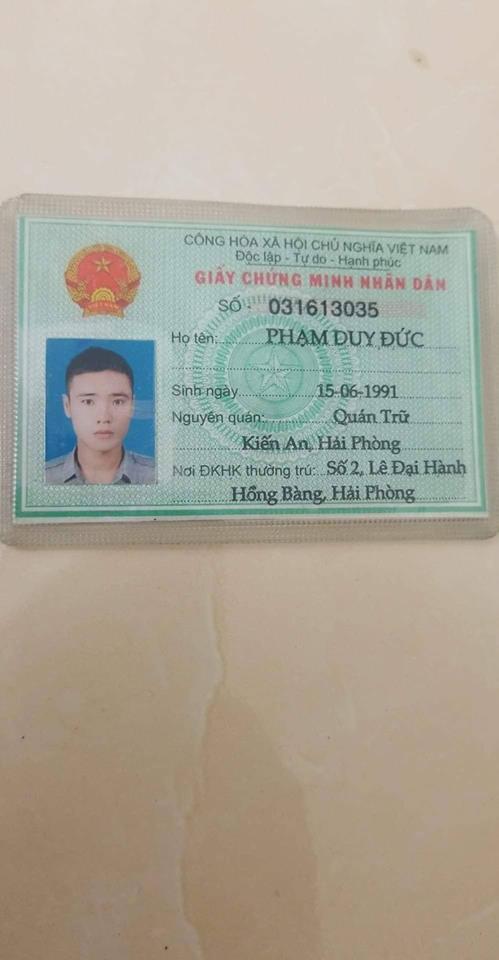 CỘNG HÒA XÃ HỘI CHỦ NGHĨA VIỆT NAM
Độc lập - Tự do - Hạnh phúc
GIẤY CHỨNG MINH NHÂN DÂN
SỐ 031613035
Họ tên: PHẠM DUY ĐỨC
Sinh ngày 15-06-1991
Nguyên quán: Quán Trữ
Kiến An, Hải Phòng
Nơi ĐKHK thường trú: Số 2, Lê Đại Hành
Hồng Bàng, Hải Phòng